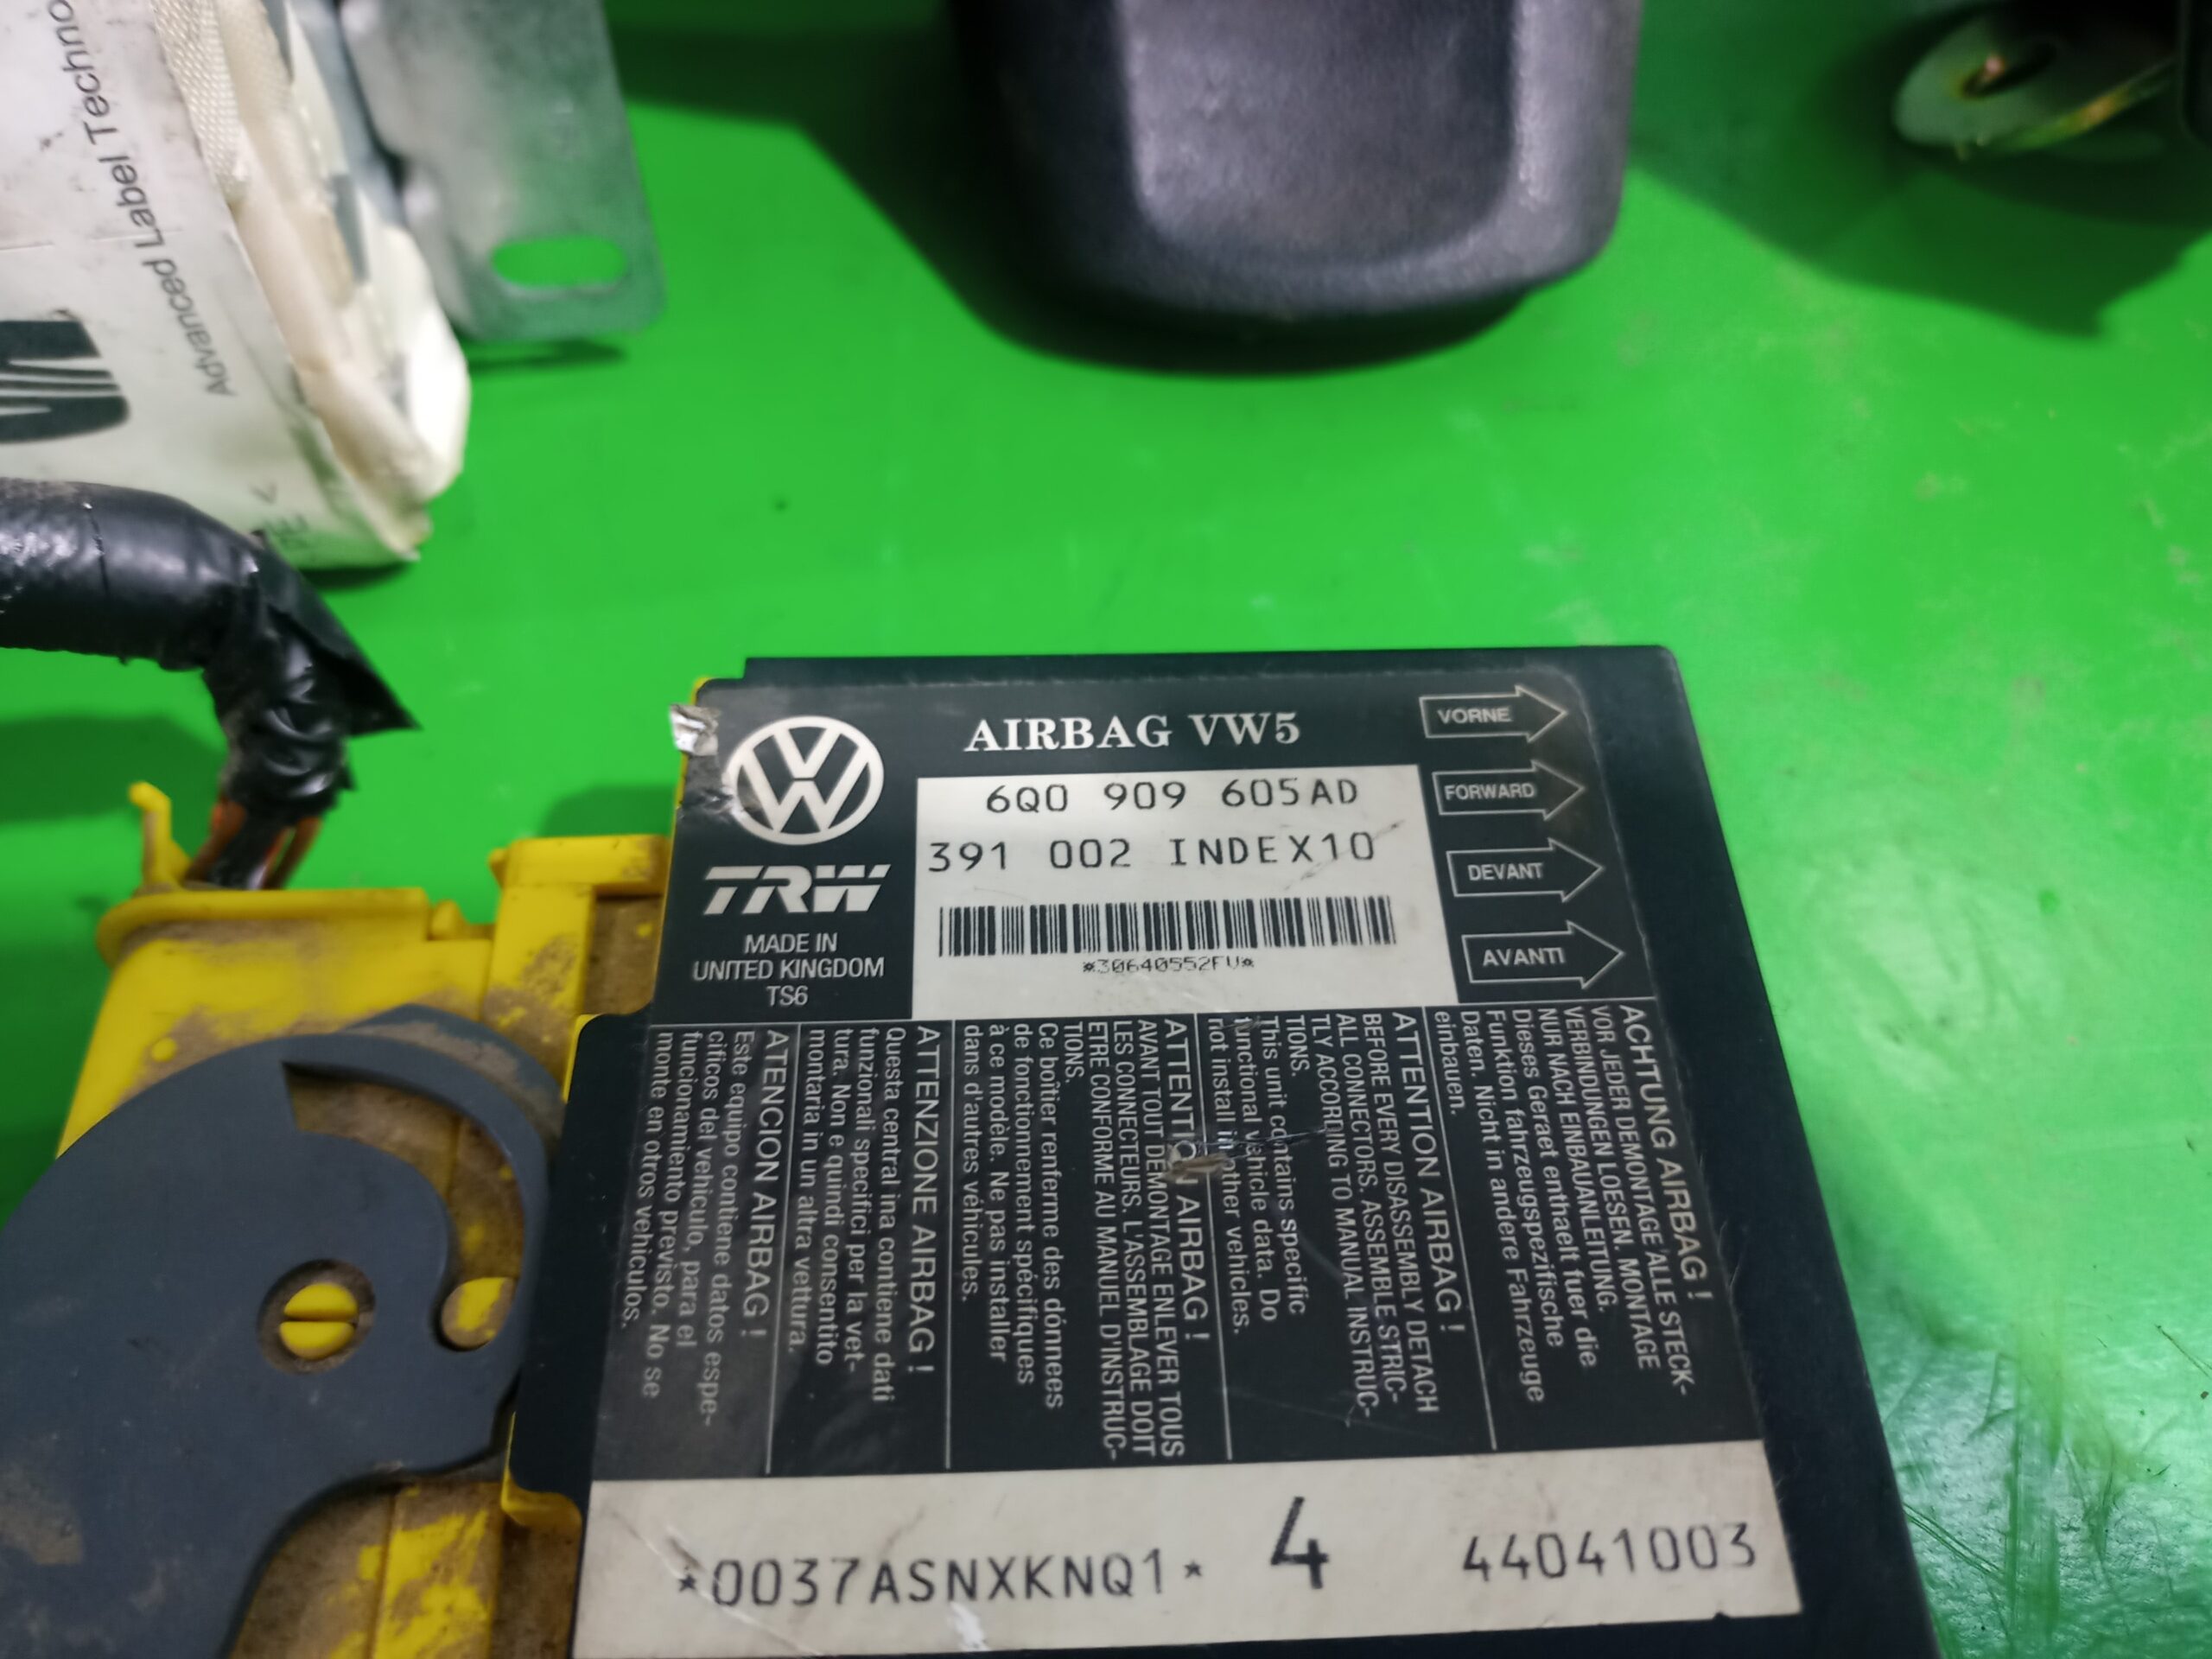 Advanced Label Techno
AIRBAG VW5
6Q0 909 605AD
391 002 INDEX10
*30640552FU*
TRW
MADE IN
UNITED KINGDOM
TS6
VORNE
FORWARD
DEVANT
AVANTI
ACHTUNG AIRBAG !
VOR JEDER DEMONTAGE ALLE STECK-
VERBINDUNGEN LOESEN. MONTAGE
NUR NACH EINBAUANLEITUNG.
Dieses Geraet enthaelt fuer die
Funktion fahrzeugspezifische
Daten. Nicht in andere Fahrzeuge
einbauen.
ATTENTION AIRBAG !
BEFORE EVERY DISASSEMBLY DETACH
ALL CONNECTORS. ASSEMBLE STRIC-
TLY ACCORDING TO MANUAL INSTRUC-
TIONS.
This unit contains specific
functional vehicle data. Do
not install in other vehicles.
ATTENTION AIRBAG !
AVANT TOUT DEMONTAGE ENLEVER TOUS
LES CONNECTEURS. L'ASSEMBLAGE DOIT
ETRE CONFORME AU MANUEL D'INSTRUC-
TIONS.
Ce boîtier renferme des dónnees
de fonctionnement spécifiques
à ce modèle. Ne pas installer
dans d'autres véhicules.
ATTENZIONE AIRBAG !
Questa central ina contiene dati
funzionali specifici per la vet-
tura. Non e quindi consentito
montaria in un altra vettura.
ATENCION AIRBAG !
Este equipo contiene datos espe-
cíficos del vehiculo, para el
funcionamiento previsto. No se
monte en otros vehiculos.
*0037ASNXKNQ1* 4 44041003